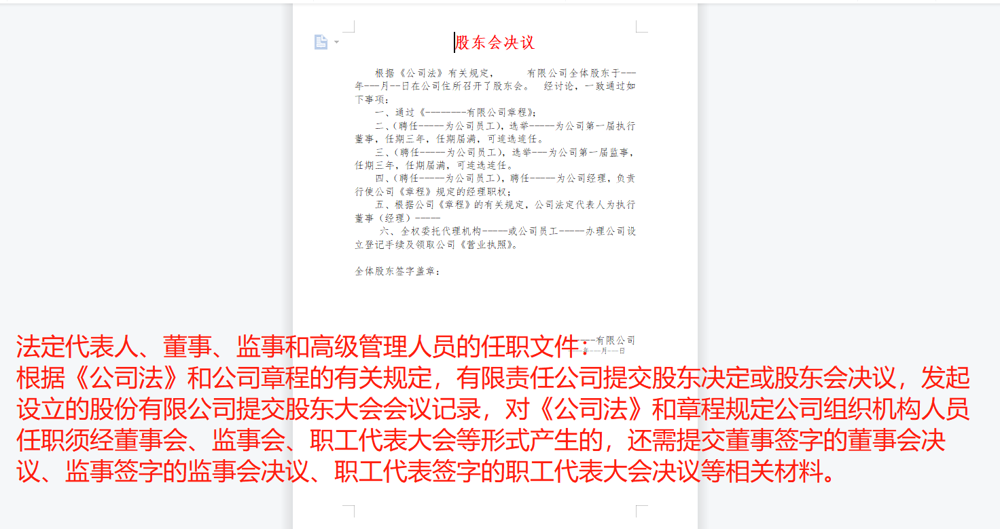 股东会决议
根据《公司法》有关规定，　　有限公司全体股东于---
年---月--日在公司住所召开了股东会。 经讨论，一致通过如
下事项：
一、通过《--------有限公司章程》；
二、（聘任-----为公司员工），选举-----为公司第一届执行
董事，任期三年，任期届满，可连选连任。
三、（聘任-----为公司员工），选举---为公司第一届监事，
任期三年，任期届满，可连选连任。
四、（聘任-----为公司员工），聘任-----为公司经理，负责
行使公司《章程》规定的经理职权；
五、根据公司《章程》的有关规定，公司法定代表人为执行
董事（经理）-----
六、全权委托代理机构-----或公司员工-----办理公司设
立登记手续及领取公司《营业执照》。
全体股东签字盖章：
---有限公司
年---月---日
法定代表人、董事、监事和高级管理人员的任职文件：
根据《公司法》和公司章程的有关规定，有限责任公司提交股东决定或股东会决议，发起
设立的股份有限公司提交股东大会会议记录，对《公司法》和章程规定公司组织机构人员
任职须经董事会、监事会、职工代表大会等形式产生的，还需提交董事签字的董事会决
议、监事签字的监事会决议、职工代表签字的职工代表大会决议等相关材料。